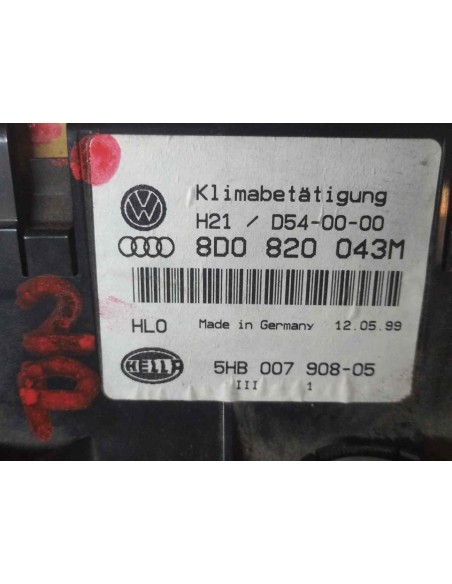 Klimabetätigung
H21 / D54-00-00
8D0 820 043M
HL0 Made in Germany 12.05.99
HELLA 5HB 007 908-05
III 1